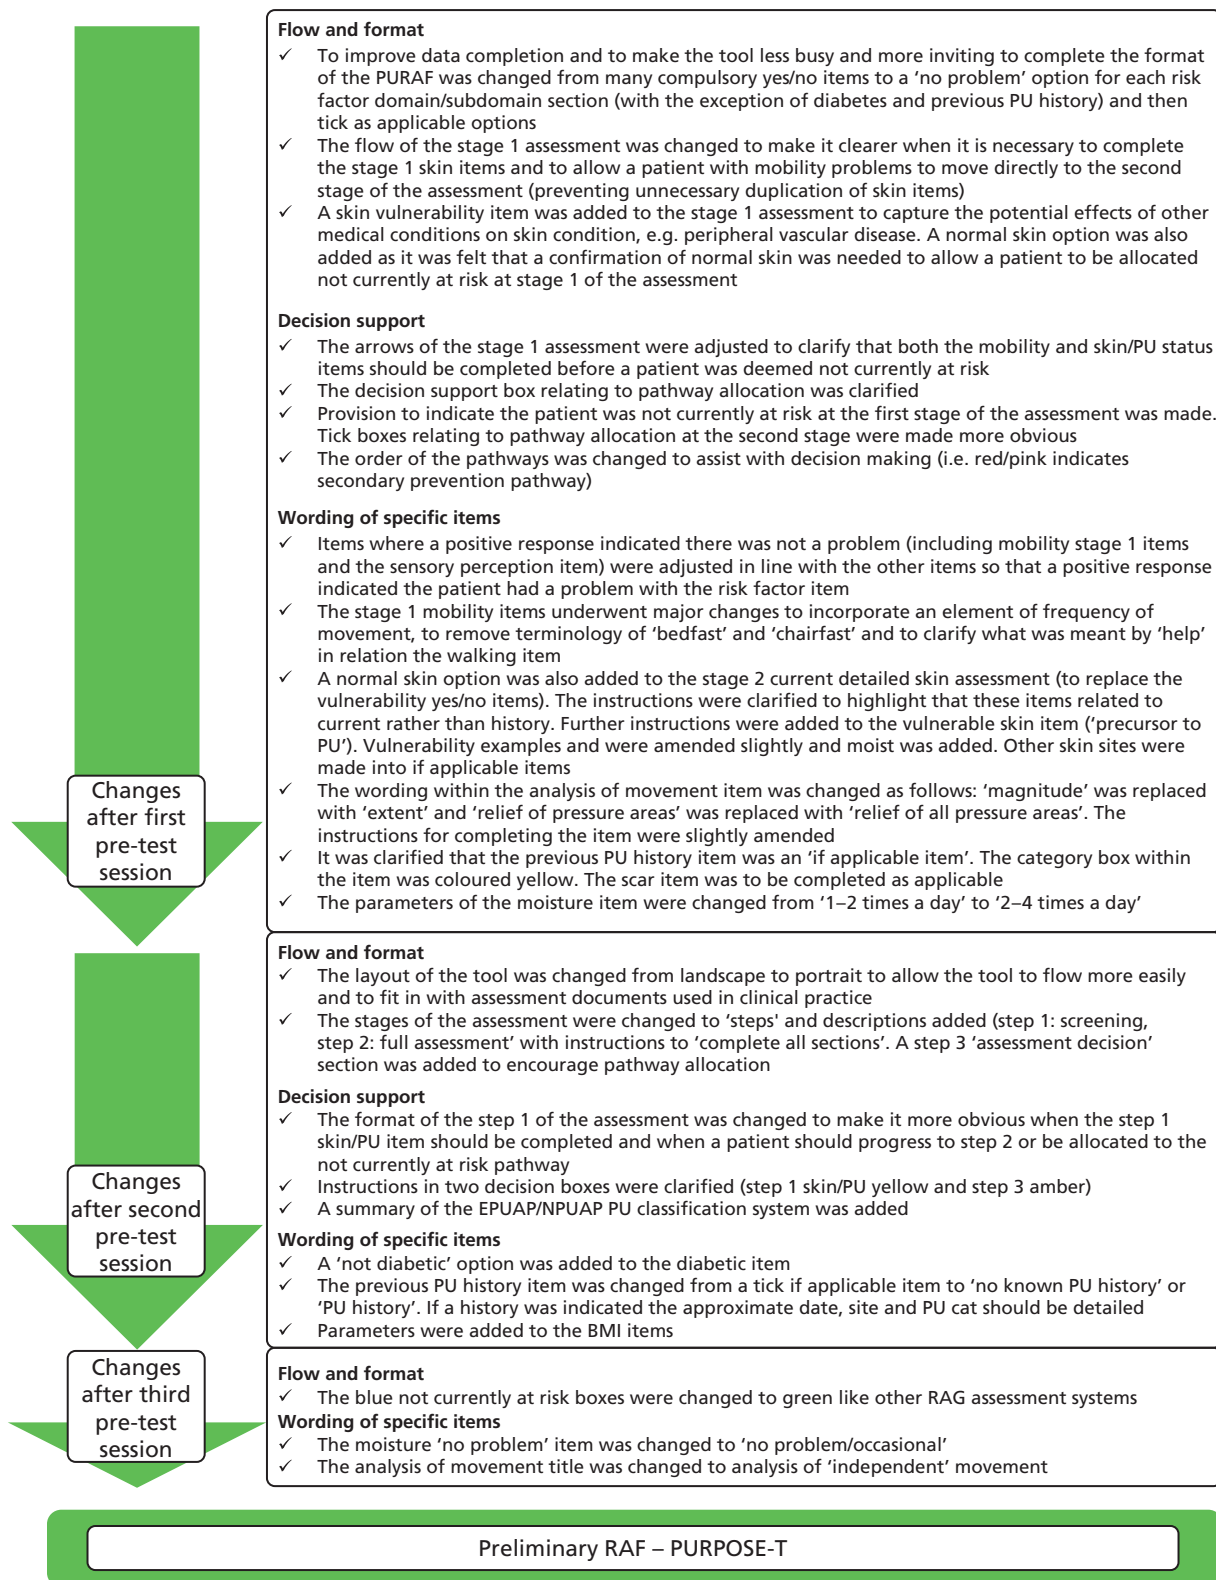 Flow and format
✓ To improve data completion and to make the tool less busy and more inviting to complete the format
of the PURAF was changed from many compulsory yes/no items to a ‘no problem’ option for each risk
factor domain/subdomain section (with the exception of diabetes and previous PU history) and then
tick as applicable options
✓ The flow of the stage 1 assessment was changed to make it clearer when it is necessary to complete
the stage 1 skin items and to allow a patient with mobility problems to move directly to the second
stage of the assessment (preventing unnecessary duplication of skin items)
✓ A skin vulnerability item was added to the stage 1 assessment to capture the potential effects of other
medical conditions on skin condition, e.g. peripheral vascular disease. A normal skin option was also
added as it was felt that a confirmation of normal skin was needed to allow a patient to be allocated
not currently at risk at stage 1 of the assessment
Decision support
✓ The arrows of the stage 1 assessment were adjusted to clarify that both the mobility and skin/PU status
items should be completed before a patient was deemed not currently at risk
✓ The decision support box relating to pathway allocation was clarified
✓ Provision to indicate the patient was not currently at risk at the first stage of the assessment was made.
Tick boxes relating to pathway allocation at the second stage were made more obvious
✓ The order of the pathways was changed to assist with decision making (i.e. red/pink indicates
secondary prevention pathway)
Wording of specific items
✓ Items where a positive response indicated there was not a problem (including mobility stage 1 items
and the sensory perception item) were adjusted in line with the other items so that a positive response
indicated the patient had a problem with the risk factor item
✓ The stage 1 mobility items underwent major changes to incorporate an element of frequency of
movement, to remove terminology of ‘bedfast’ and ‘chairfast’ and to clarify what was meant by ‘help’
in relation the walking item
✓ A normal skin option was also added to the stage 2 current detailed skin assessment (to replace the
vulnerability yes/no items). The instructions were clarified to highlight that these items related to
current rather than history. Further instructions were added to the vulnerable skin item (‘precursor to
PU’). Vulnerability examples and were amended slightly and moist was added. Other skin sites were
made into if applicable items
✓ The wording within the analysis of movement item was changed as follows: ‘magnitude’ was replaced
with ‘extent’ and ‘relief of pressure areas’ was replaced with ‘relief of all pressure areas’. The
instructions for completing the item were slightly amended
✓ It was clarified that the previous PU history item was an ‘if applicable item’. The category box within
the item was coloured yellow. The scar item was to be completed as applicable
✓ The parameters of the moisture item were changed from ‘1–2 times a day’ to ‘2–4 times a day’
Changes
after first
pre-test
session
Flow and format
✓ The layout of the tool was changed from landscape to portrait to allow the tool to flow more easily
and to fit in with assessment documents used in clinical practice
✓ The stages of the assessment were changed to ‘steps' and descriptions added (step 1: screening,
step 2: full assessment’ with instructions to ‘complete all sections’. A step 3 ‘assessment decision’
section was added to encourage pathway allocation
Decision support
✓ The format of the step 1 of the assessment was changed to make it more obvious when the step 1
skin/PU item should be completed and when a patient should progress to step 2 or be allocated to the
not currently at risk pathway
✓ Instructions in two decision boxes were clarified (step 1 skin/PU yellow and step 3 amber)
✓ A summary of the EPUAP/NPUAP PU classification system was added
Wording of specific items
✓ A ‘not diabetic’ option was added to the diabetic item
✓ The previous PU history item was changed from a tick if applicable item to ‘no known PU history’ or
‘PU history’. If a history was indicated the approximate date, site and PU cat should be detailed
✓ Parameters were added to the BMI items
Changes
after second
pre-test
session
Flow and format
✓ The blue not currently at risk boxes were changed to green like other RAG assessment systems
Wording of specific items
✓ The moisture ‘no problem’ item was changed to ‘no problem/occasional’
✓ The analysis of movement title was changed to analysis of ‘independent’ movement
Changes
after third
pre-test
session
Preliminary RAF – PURPOSE-T